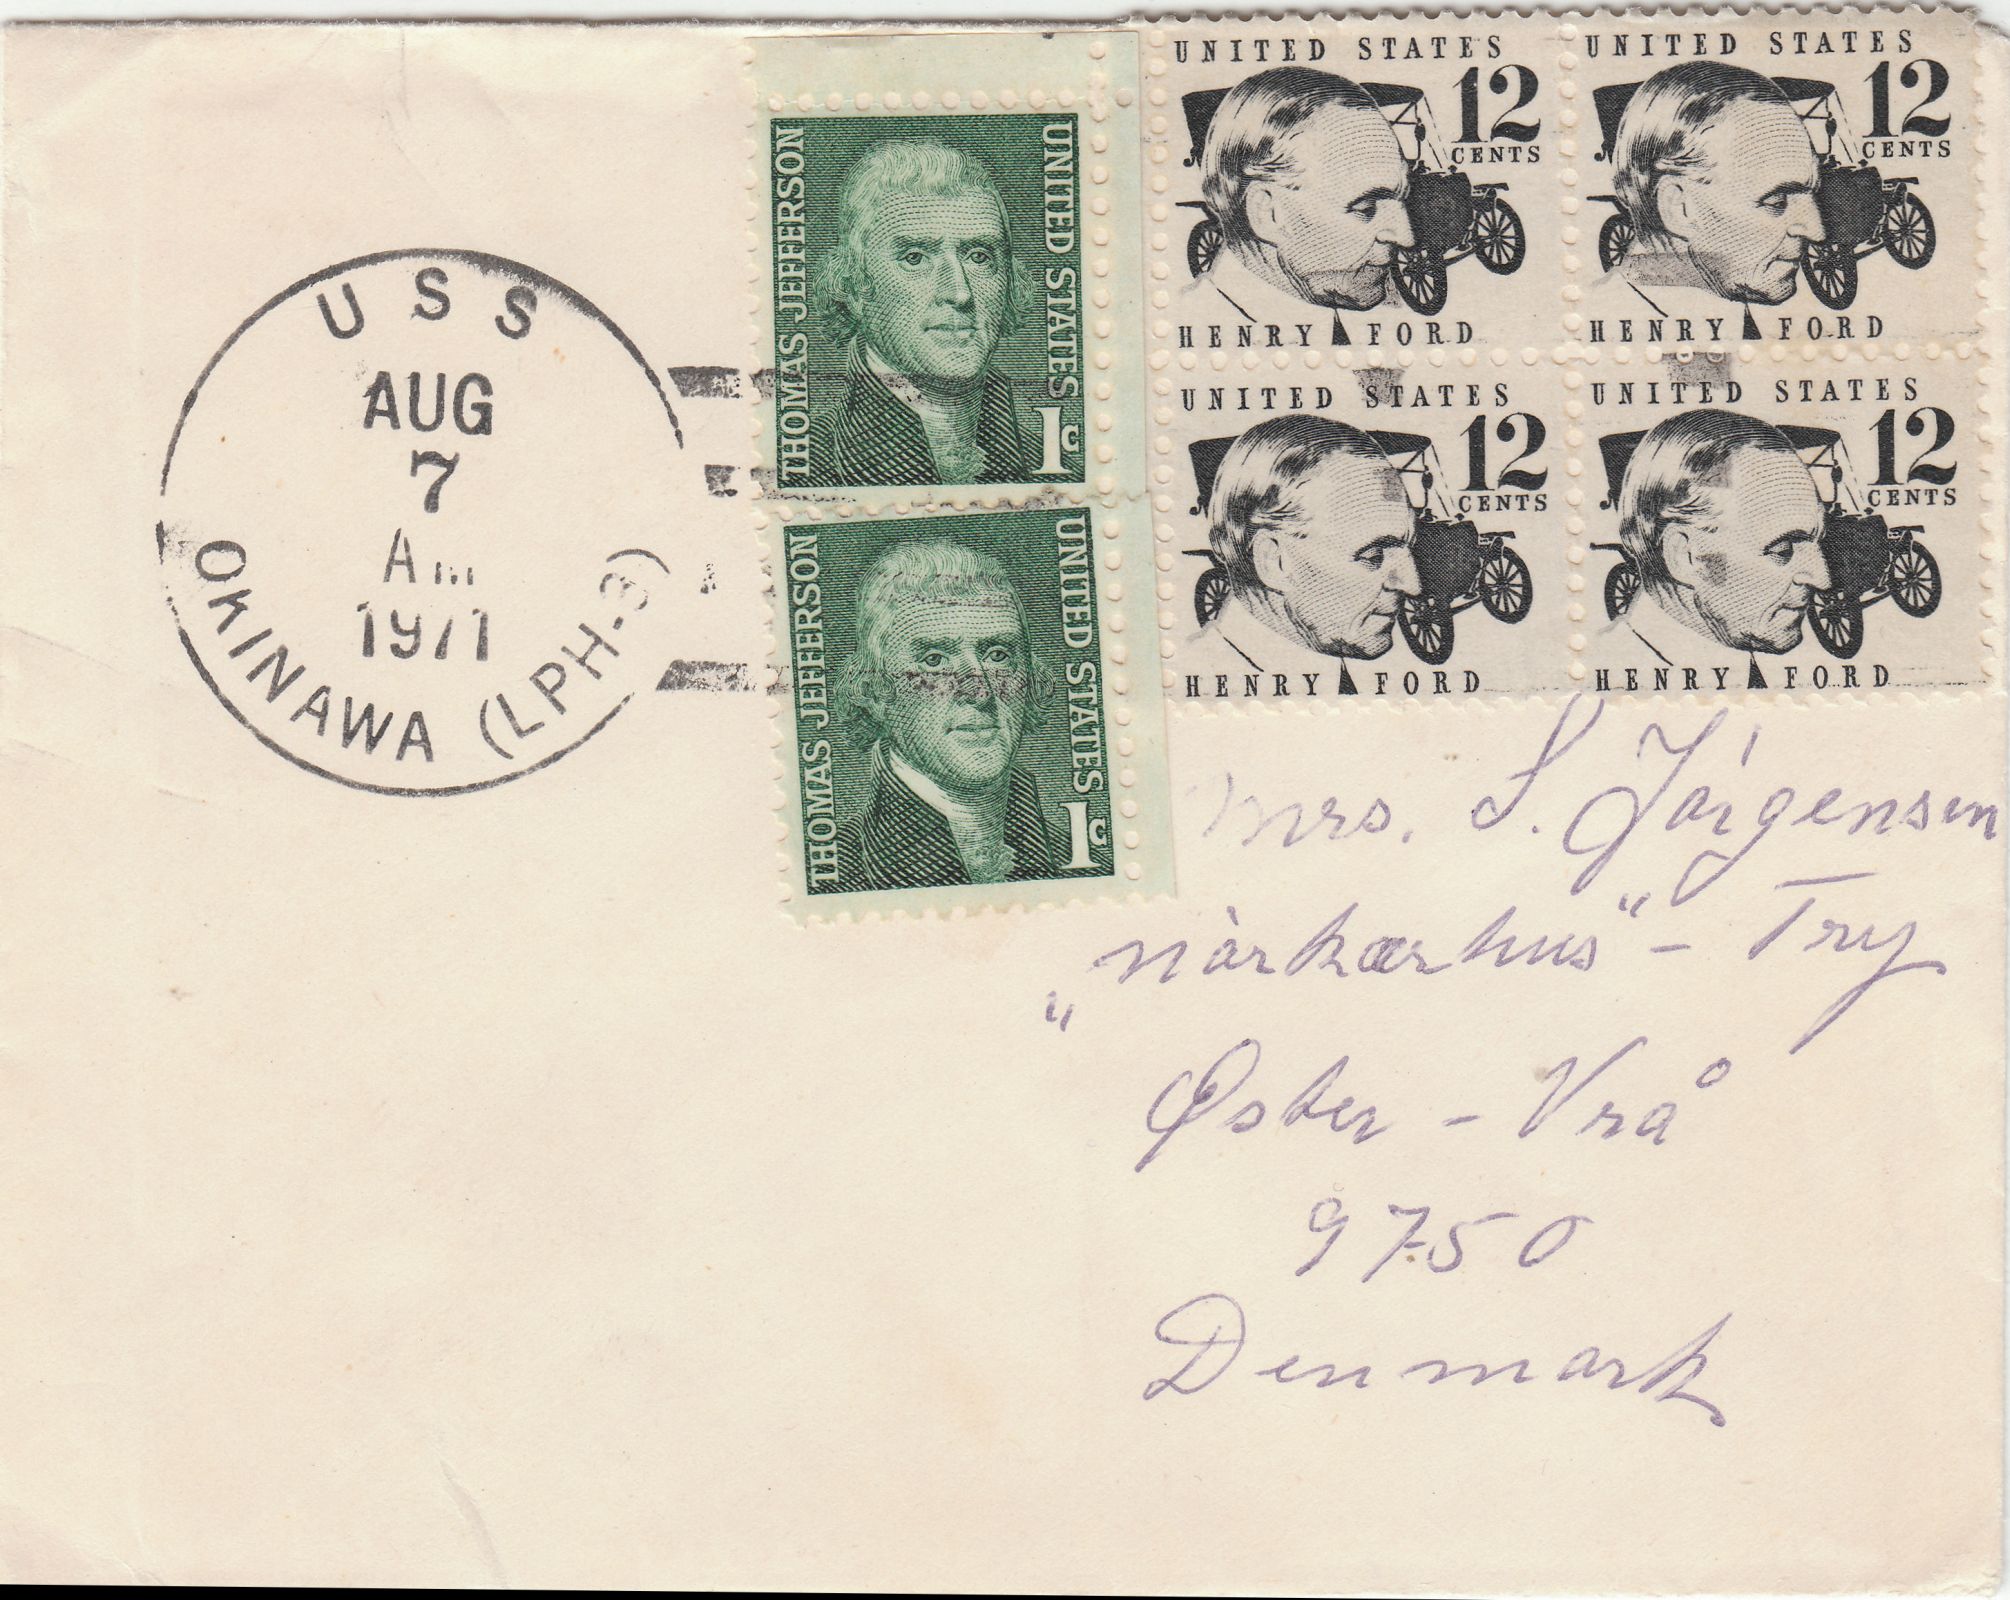 USS
AUG
7
AM
1971
OKINAWA (LPH-3)
THOMAS JEFFERSON
UNITED STATES
1c
THOMAS JEFFERSON
UNITED STATES
1c
UNITED STATES
12
CENTS
HENRY FORD
UNITED STATES
12
CENTS
HENRY FORD
UNITED STATES
12
CENTS
HENRY FORD
UNITED STATES
12
CENTS
HENRY FORD
Mrs. S. Jørgensen
„Nørkærhus“ - Try
Øster - Vrå
9750
Denmark